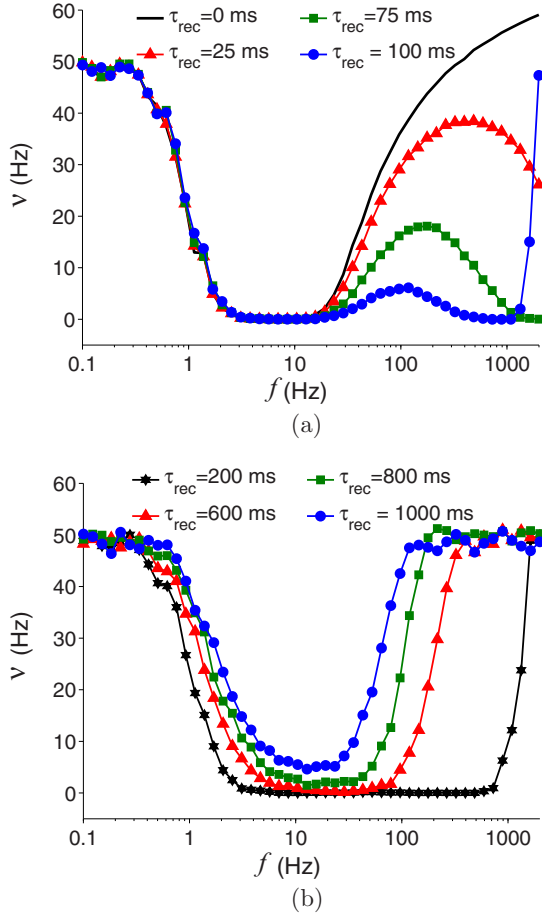 60
50
40
30
20
10
0
ν (Hz)
τrec=0 ms
τrec=25 ms
τrec=75 ms
τrec= 100 ms
0.1 1 10 100 1000
f (Hz)
(a)
60
50
40
30
20
10
0
ν (Hz)
τrec=200 ms
τrec=600 ms
τrec=800 ms
τrec= 1000 ms
0.1 1 10 100 1000
f (Hz)
(b)